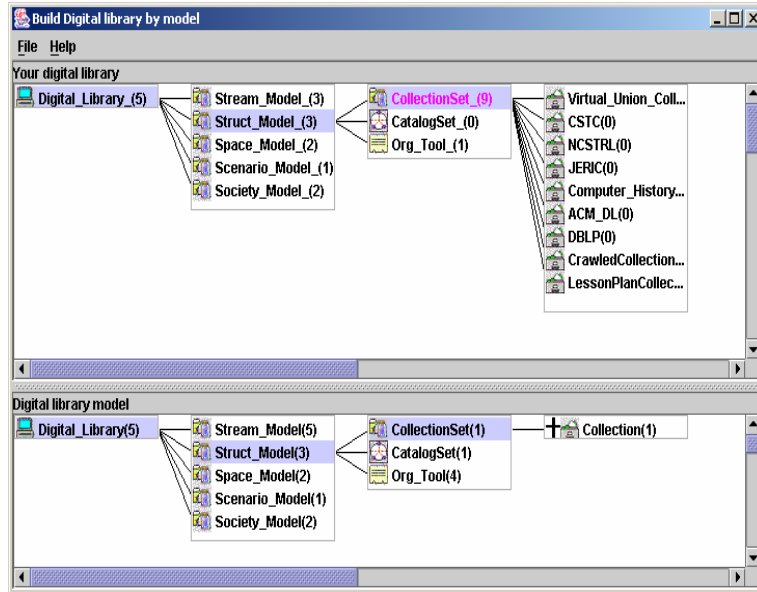 Build Digital library by model
File Help
Your digital library
Digital_Library_(5)
Stream_Model_(3)
Struct_Model_(3)
Space_Model_(2)
Scenario_Model_(1)
Society_Model_(2)
CollectionSet_(9)
CatalogSet_(0)
Org_Tool_(1)
Virtual_Union_Coll...
CSTC(0)
NCSTRL(0)
JERIC(0)
Computer_History...
ACM_DL(0)
DBLP(0)
CrawledCollection...
LessonPlanCollec...
Digital library model
Digital_Library(5)
Stream_Model(5)
Struct_Model(3)
Space_Model(2)
Scenario_Model(1)
Society_Model(2)
CollectionSet(1)
CatalogSet(1)
Org_Tool(4)
Collection(1)